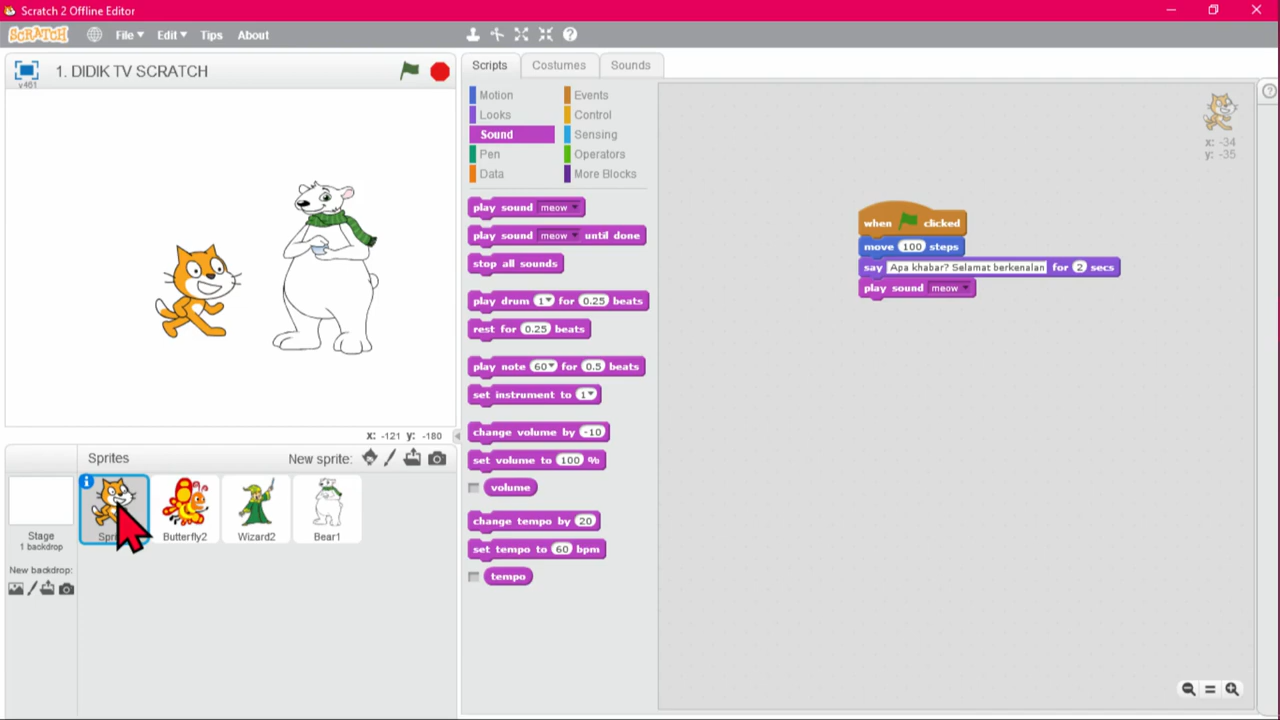 Scratch 2 Offline Editor
SCRATCH File Edit Tips About
1. DIDIK TV SCRATCH
v461
Scripts Costumes Sounds
Motion Events
Looks Control
Sound Sensing
Pen Operators
Data More Blocks
play sound meow
play sound meow until done
stop all sounds
play drum 1 for 0.25 beats
rest for 0.25 beats
play note 60 for 0.5 beats
set instrument to 1
change volume by -10
set volume to 100 %
volume
change tempo by 20
set tempo to 60 bpm
tempo
when clicked
move 100 steps
say Apa khabar? Selamat berkenalan for 2 secs
play sound meow
x: -34
y: -35
x: -121 y: -180
Sprites New sprite:
Stage
1 backdrop
New backdrop:
Butterfly2
Wizard2
Bear1